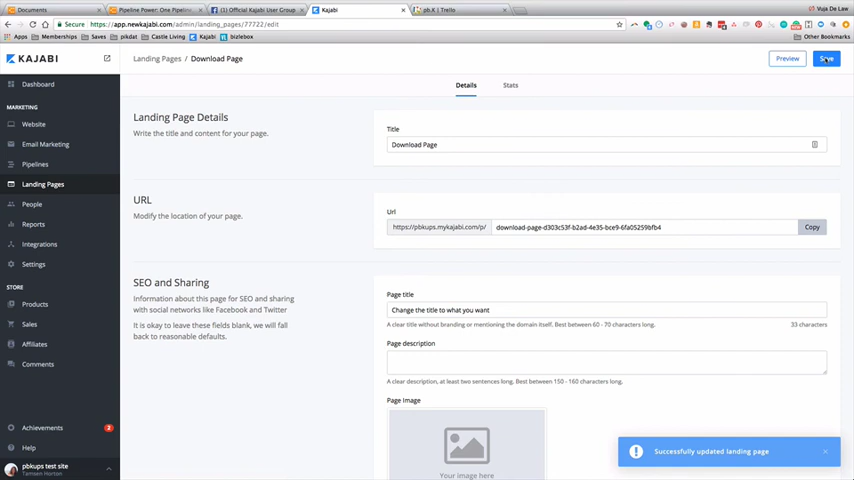 Documents
Pipeline Power: One Pipeline
(8) Official Kajabi User Group
Kajabi
pb.K | Trello
Vuja De Law
Secure https://app.newkajabi.com/admin/landing_pages/77722/edit
Apps Memberships Saves pikdat Castle Living Kajabi bizlebox Other Bookmarks
KAJABI
Landing Pages / Download Page
Preview
Save
Dashboard
MARKETING
Website
Email Marketing
Pipelines
Landing Pages
People
Reports
Integrations
Settings
STORE
Products
Sales
Affiliates
Comments
Achievements 2
Help
pbkups test site
Tamsen Horton
Details Stats
Landing Page Details
Write the title and content for your page.
Title
Download Page
URL
Modify the location of your page.
Url
https://pbkups.mykajabi.com/p/ download-page-d303c53f-b2ad-4e35-bce9-6fa05259bfb4 Copy
SEO and Sharing
Information about this page for SEO and sharing
with social networks like Facebook and Twitter
It is okay to leave these fields blank, we will fall
back to reasonable defaults.
Page title
Change the title to what you want
A clear title without branding or mentioning the domain itself. Best between 60 - 70 characters long. 33 characters
Page description
A clear description, at least two sentences long. Best between 150 - 160 characters long.
Page Image
Your image here
Successfully updated landing page